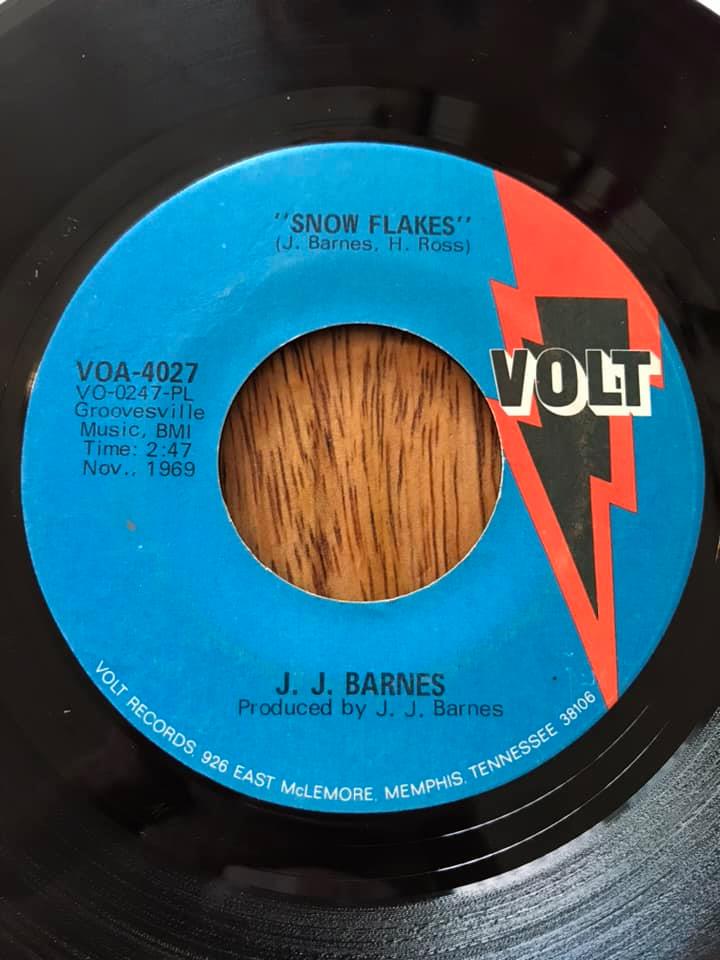 "SNOW FLAKES"
(J. Barnes, H. Ross)
VOA-4027
VO-0247-PL
Groovesville
Music, BMI
Time: 2:47
Nov., 1969
VOLT
J. J. BARNES
Produced by J. J. Barnes
VOLT RECORDS, 926 EAST McLEMORE, MEMPHIS, TENNESSEE 38106